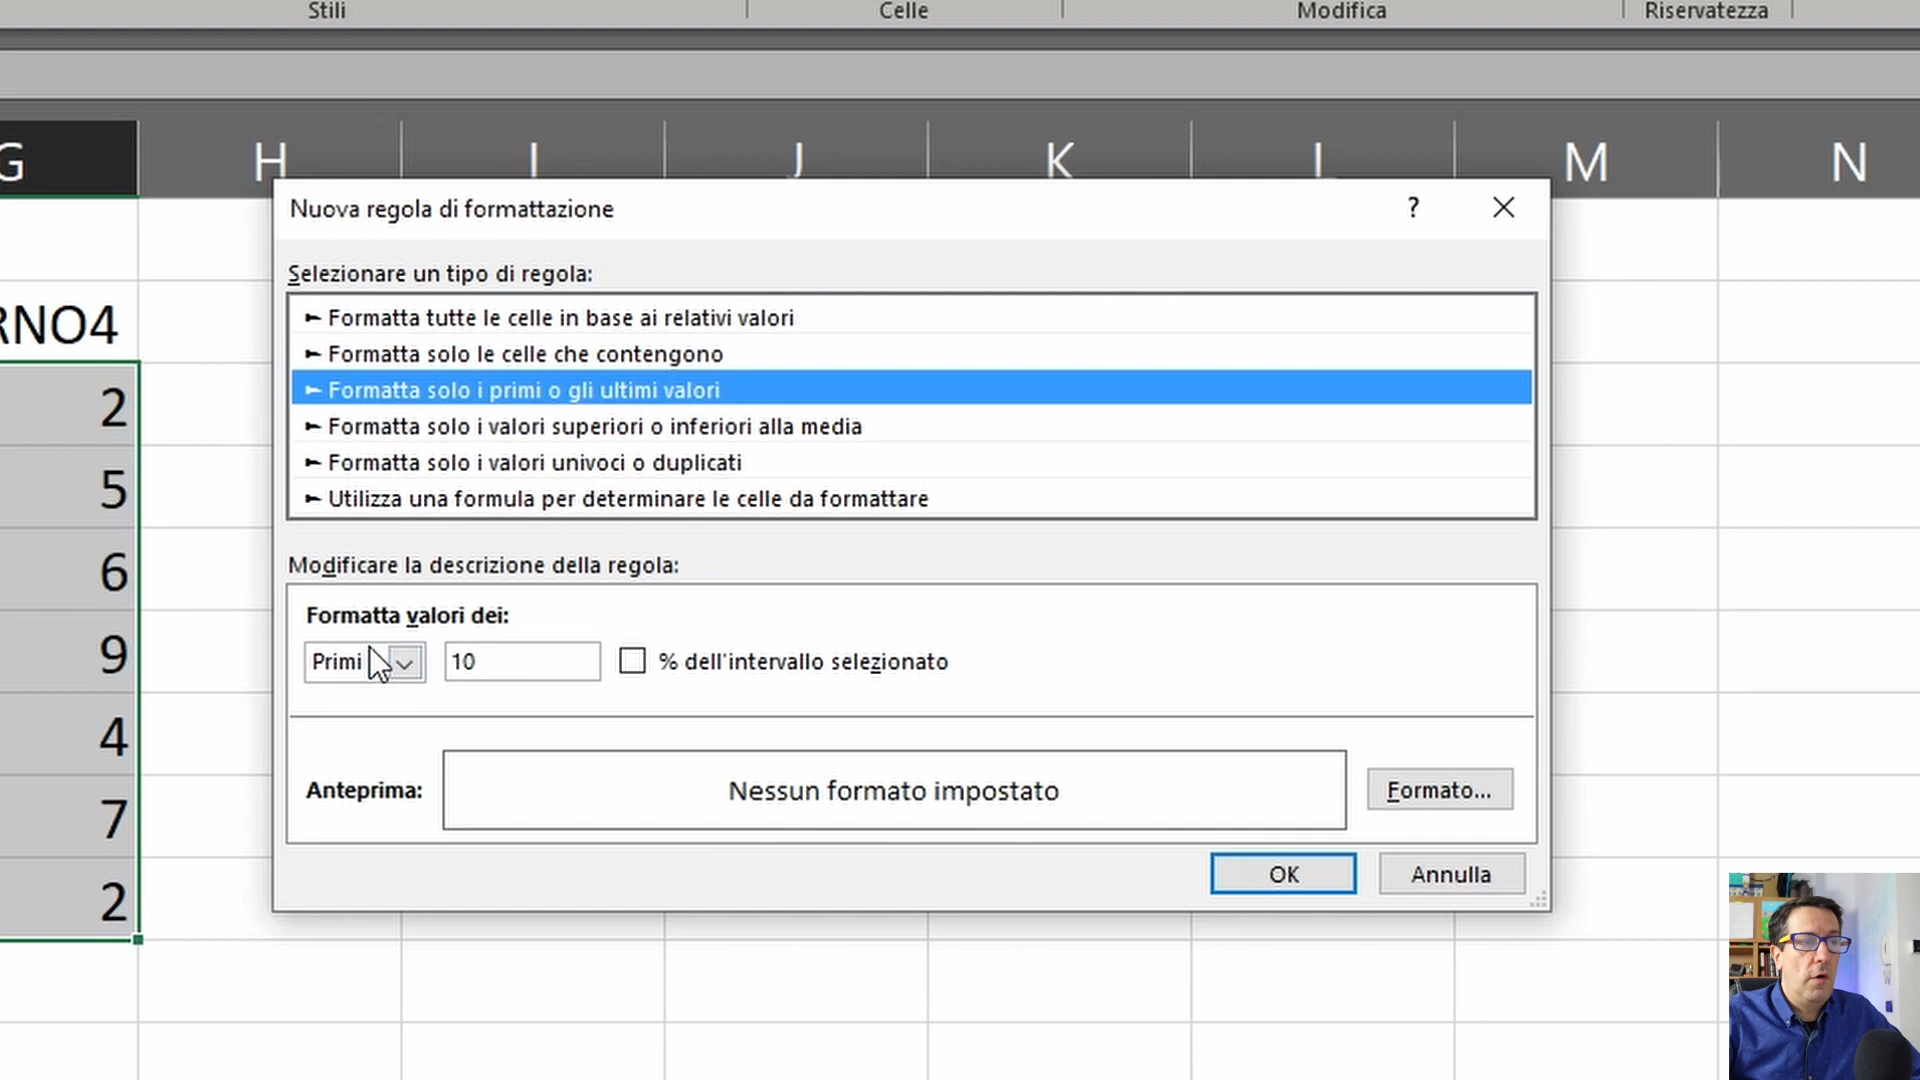 Stili Celle Modifica Riservatezza
G H I J K L M N
RNO4
2
5
6
9
4
7
2
Nuova regola di formattazione ?
Selezionare un tipo di regola:
► Formatta tutte le celle in base ai relativi valori
► Formatta solo le celle che contengono
► Formatta solo i primi o gli ultimi valori
► Formatta solo i valori superiori o inferiori alla media
► Formatta solo i valori univoci o duplicati
► Utilizza una formula per determinare le celle da formattare
Modificare la descrizione della regola:
Formatta valori dei:
Primi 10 % dell'intervallo selezionato
Anteprima: Nessun formato impostato Formato...
OK Annulla